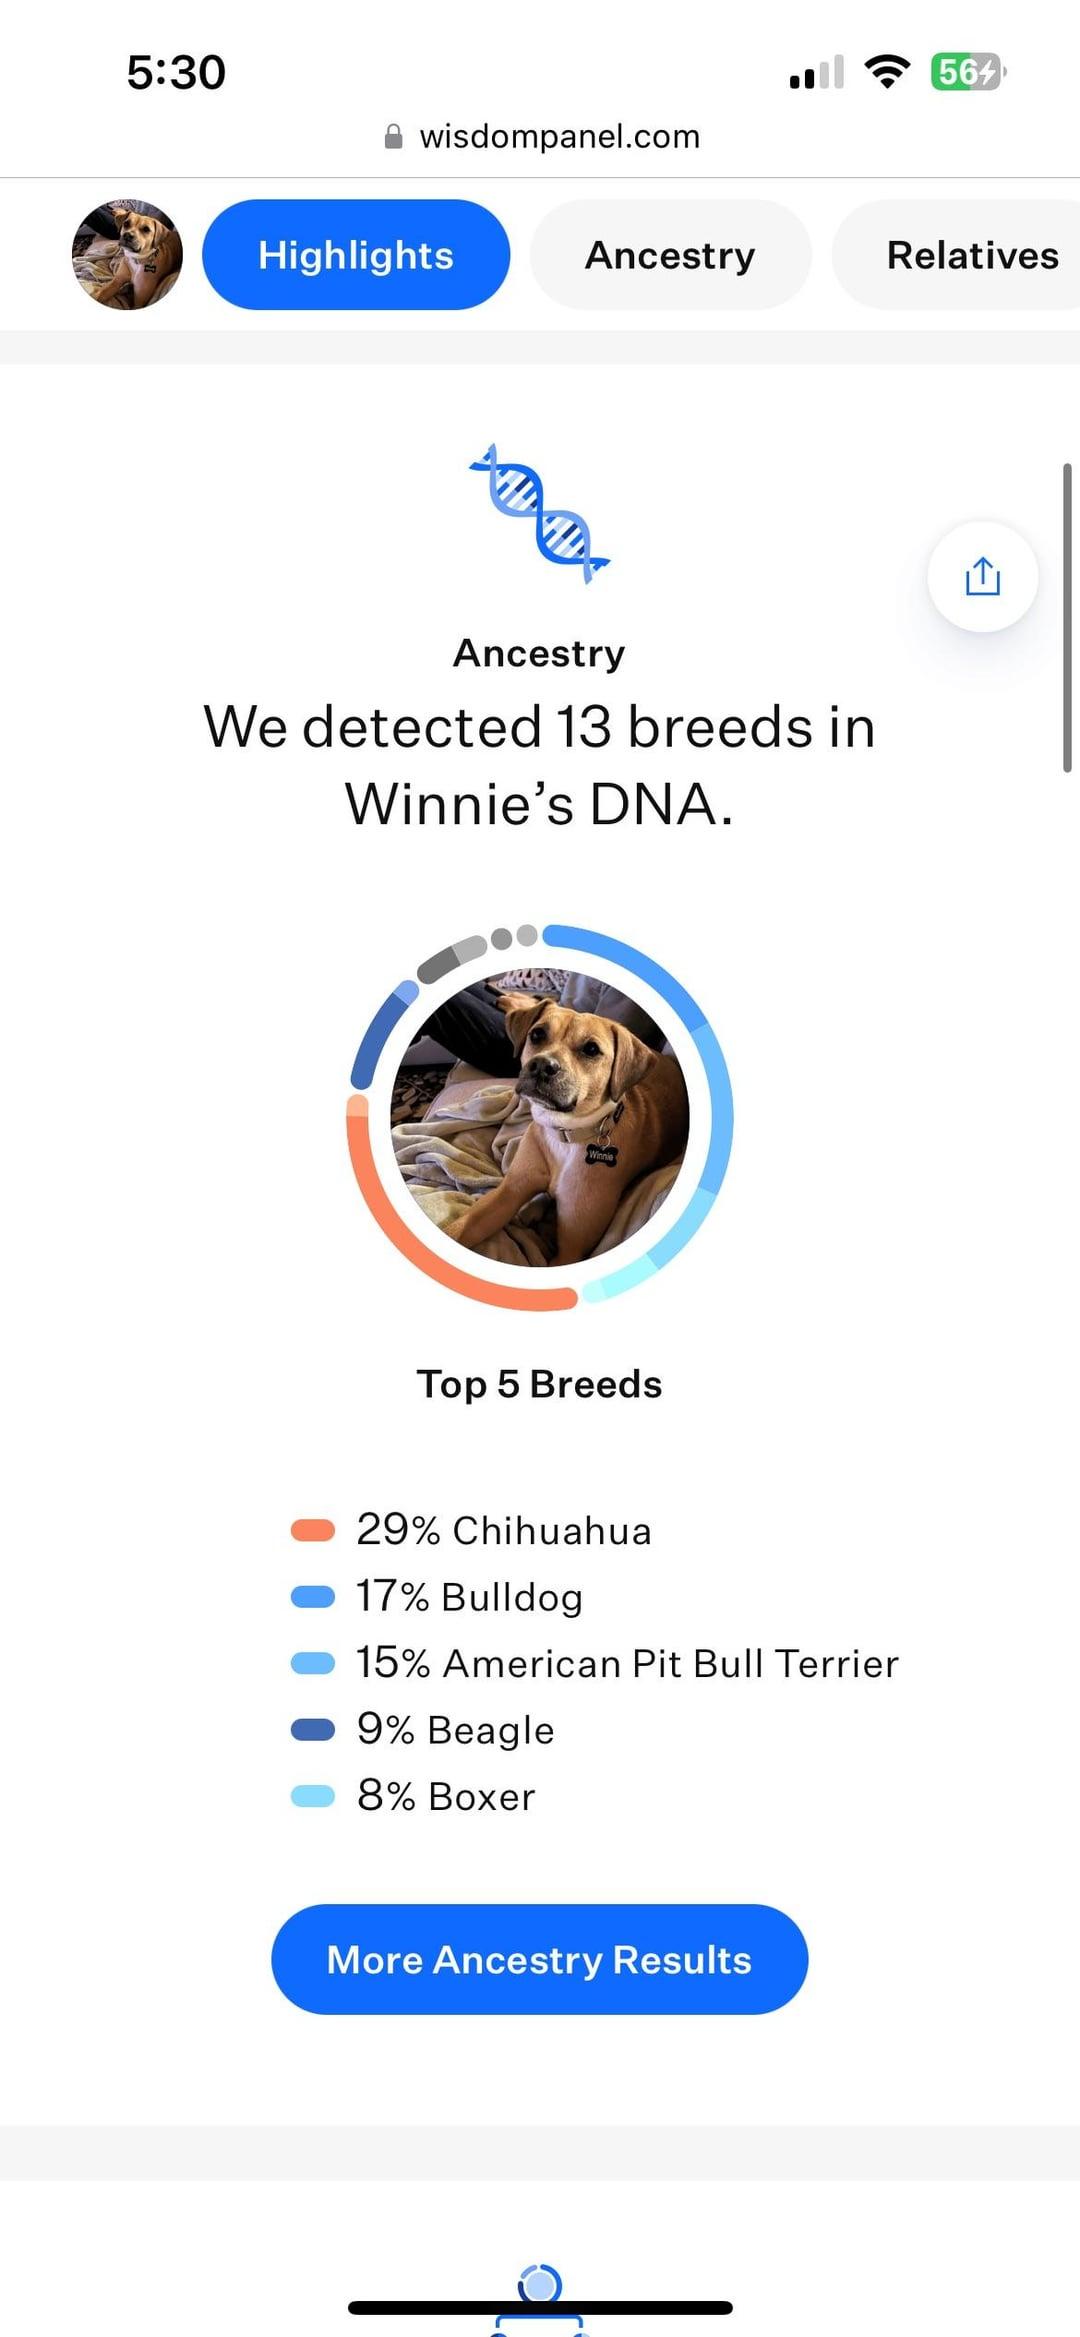 5:30
56
wisdompanel.com
Highlights
Ancestry
Relatives
Ancestry
We detected 13 breeds in
Winnie’s DNA.
Winnie
Top 5 Breeds
29% Chihuahua
17% Bulldog
15% American Pit Bull Terrier
9% Beagle
8% Boxer
More Ancestry Results